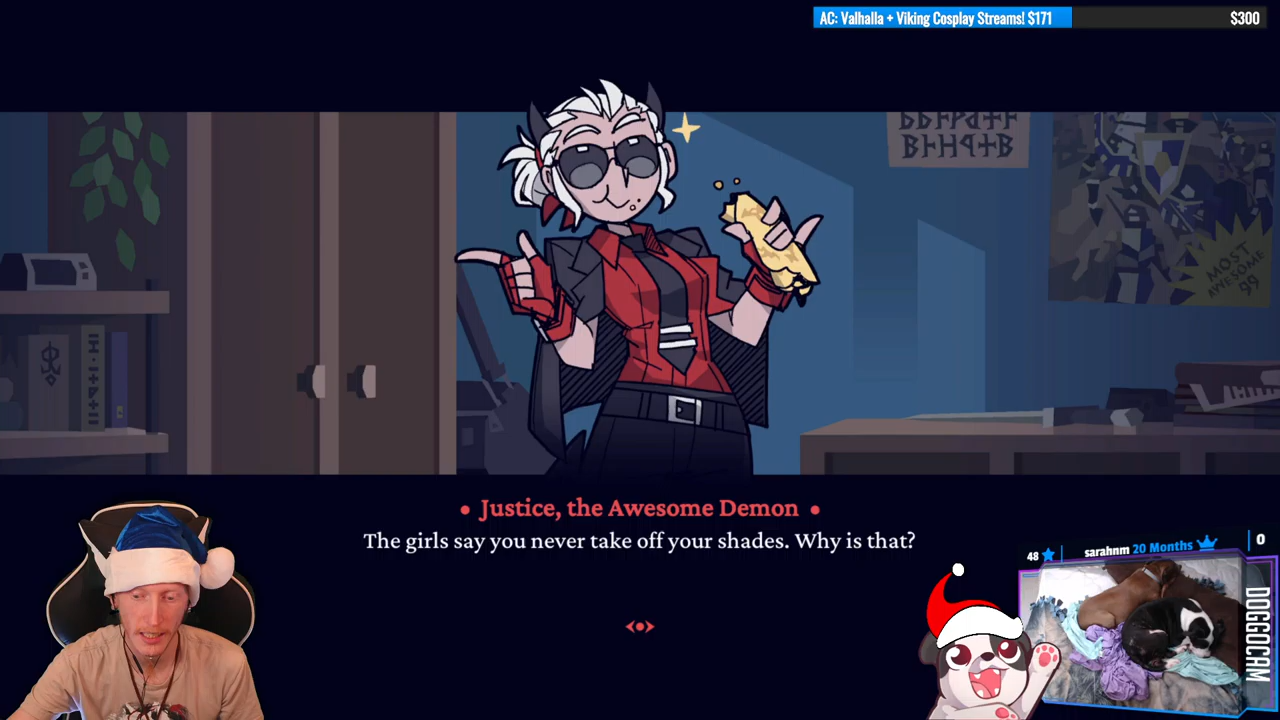 AC: Valhalla + Viking Cosplay Streams! $171
$300
MOST
AWESOME
99
• Justice, the Awesome Demon •
The girls say you never take off your shades. Why is that?
48
sarahnm 20 Months
0
DOGGOCAM